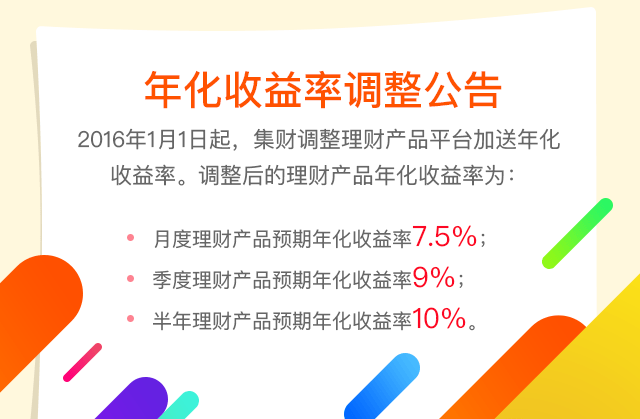 年化收益率调整公告
2016年1月1日起，集财调整理财产品平台加送年化
收益率。调整后的理财产品年化收益率为：
月度理财产品预期年化收益率7.5%；
季度理财产品预期年化收益率9%；
半年理财产品预期年化收益率10%。